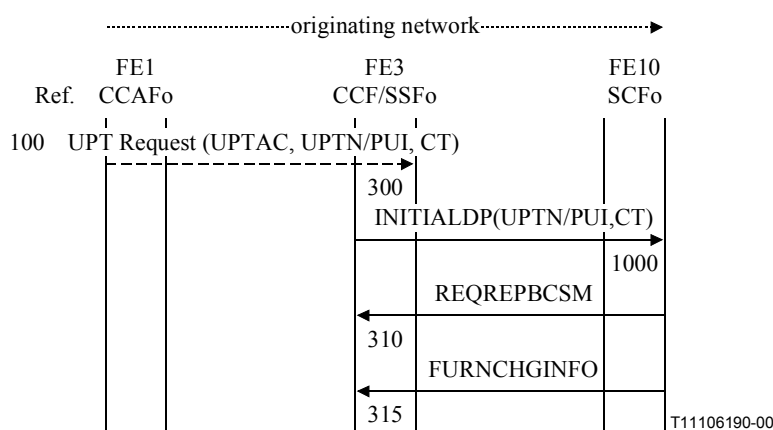 originating network
FE1 FE3 FE10
Ref. CCAFo CCF/SSFo SCFo
100 UPT Request (UPTAC, UPTN/PUI, CT)
300
INITIALDP(UPTN/PUI,CT)
1000
REQREPBCSM
310
FURNCHGINFO
315
T11106190-00